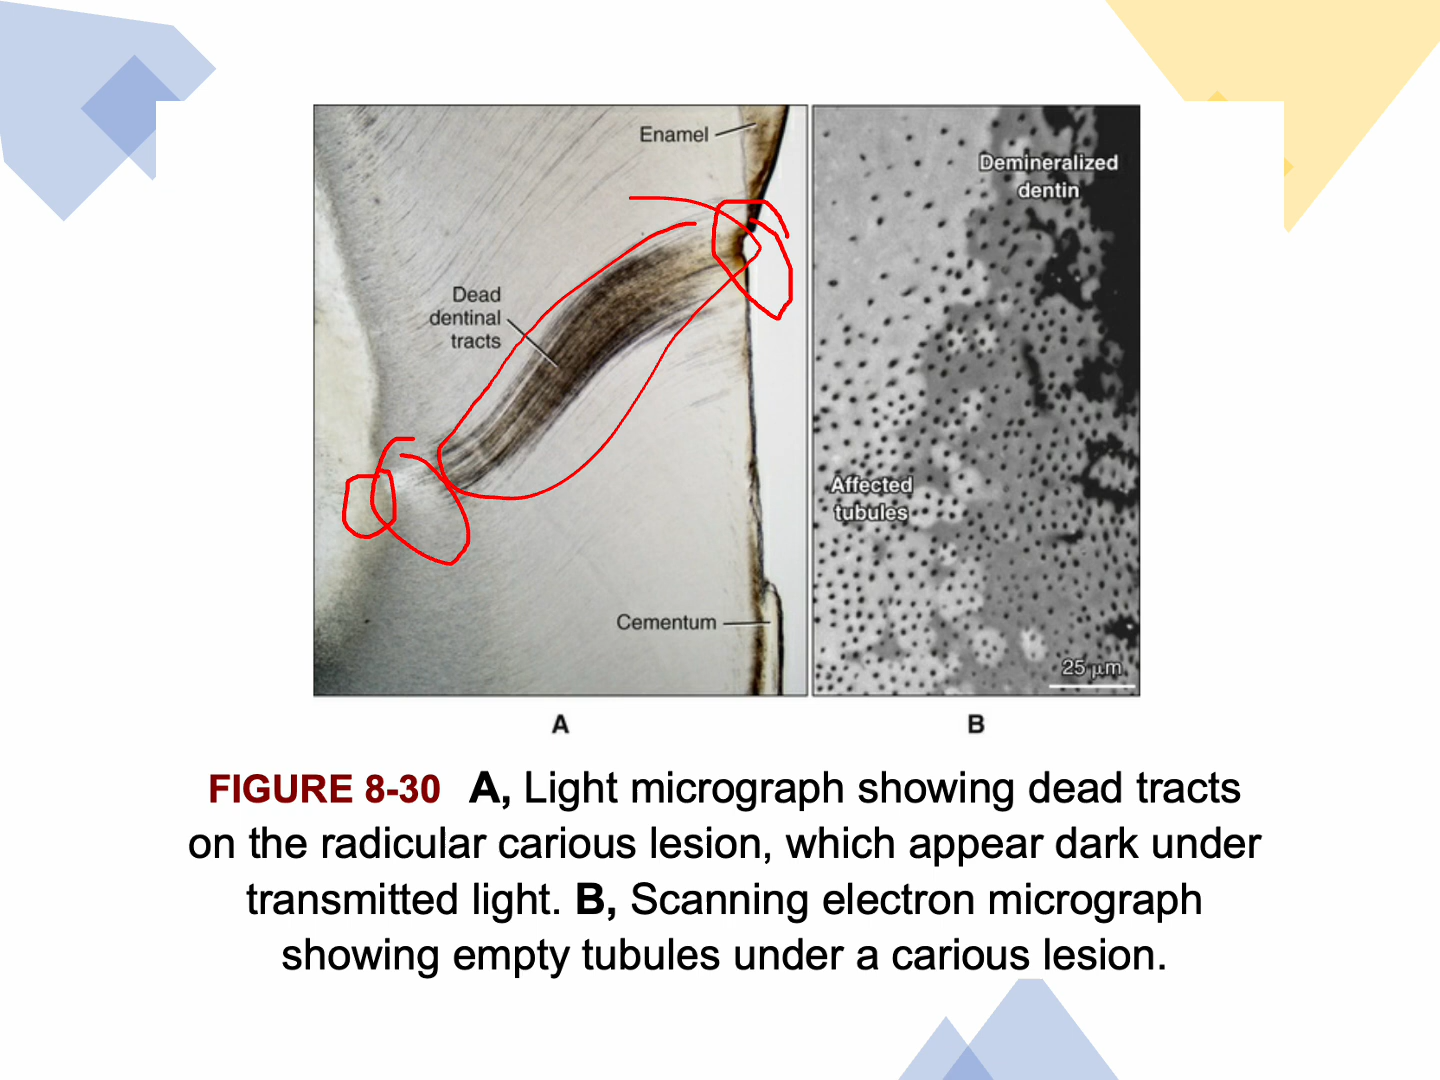 Enamel
Demineralized
dentin
Dead
dentinal
tracts
Affected
tubules
Cementum
25 μm
A
B
FIGURE 8-30 A, Light micrograph showing dead tracts
on the radicular carious lesion, which appear dark under
transmitted light. B, Scanning electron micrograph
showing empty tubules under a carious lesion.